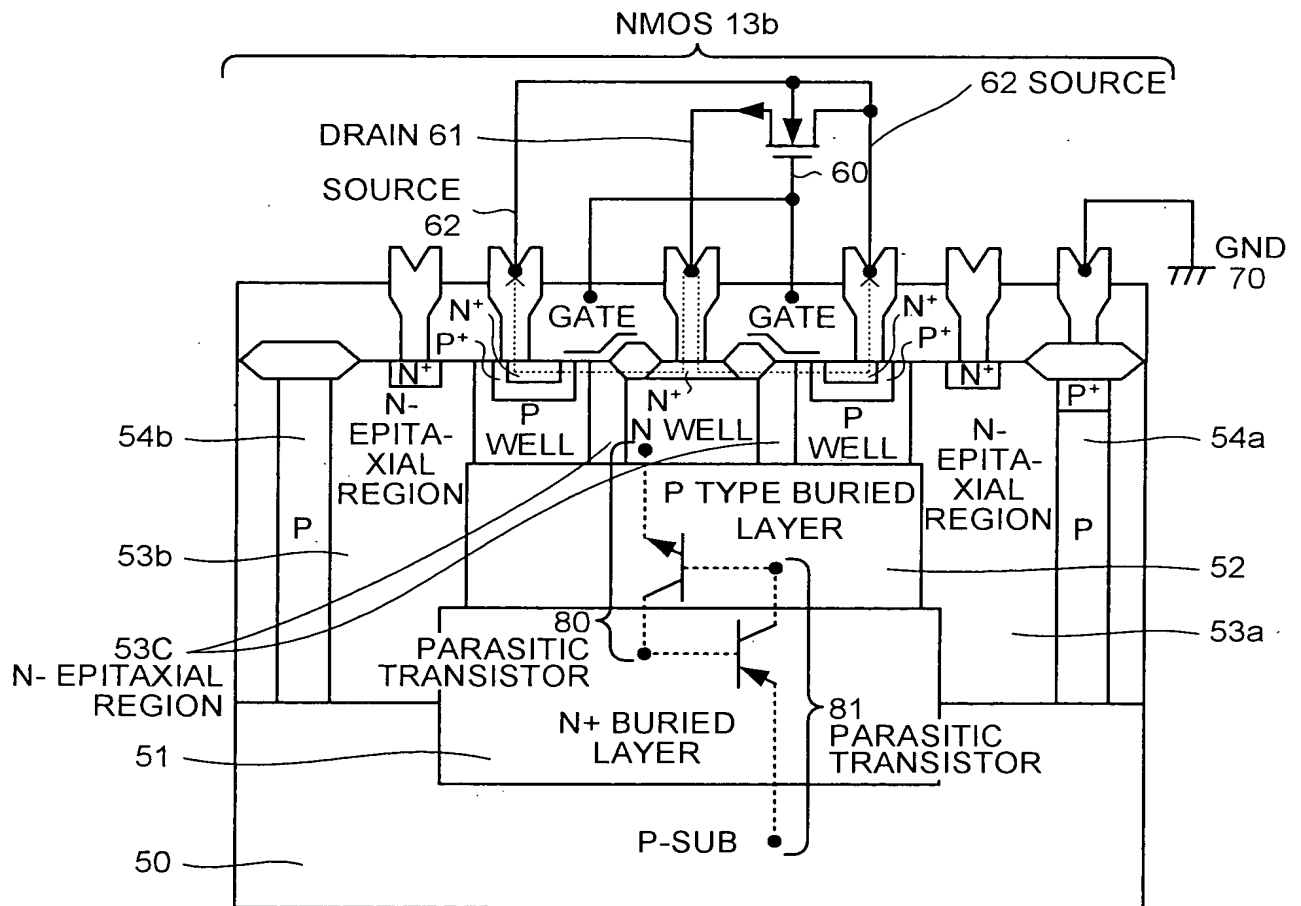 NMOS 13b
62 SOURCE
DRAIN 61
60
SOURCE
62
GND
70
GATE
GATE
N+
P+
N+
P+
N+
N+
N+
P+
N-
EPITA-
XIAL
REGION
P
WELL
N WELL
P
WELL
N-
EPITA-
XIAL
REGION
54b
54a
P TYPE BURIED
LAYER
P
P
53b
52
80
53C
N- EPITAXIAL
REGION
PARASITIC
TRANSISTOR
53a
N+ BURIED
LAYER
81
PARASITIC
TRANSISTOR
51
P-SUB
50